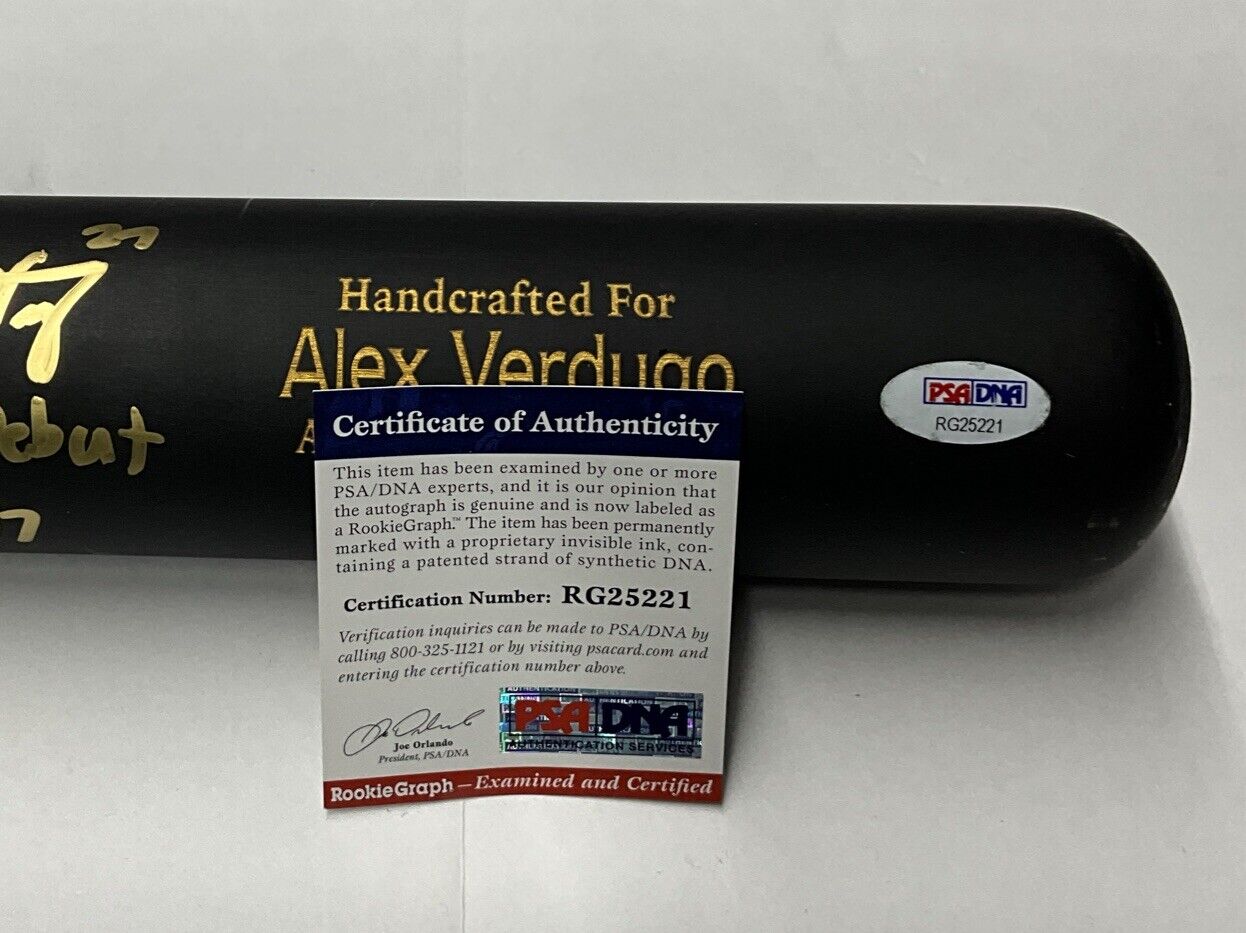 27
Debut
7
Handcrafted For
Alex Verdugo
A
PSA DNA
RG25221
Certificate of Authenticity
This item has been examined by one or more
PSA/DNA experts, and it is our opinion that
the autograph is genuine and is now labeled as
a RookieGraph.™ The item has been permanently
marked with a proprietary invisible ink, con-
taining a patented strand of synthetic DNA.
Certification Number: RG25221
Verification inquiries can be made to PSA/DNA by
calling 800-325-1121 or by visiting psacard.com and
entering the certification number above.
Joe Orlando
President, PSA/DNA
PSA DNA
AUTHENTICATION SERVICES
RookieGraph – Examined and Certified